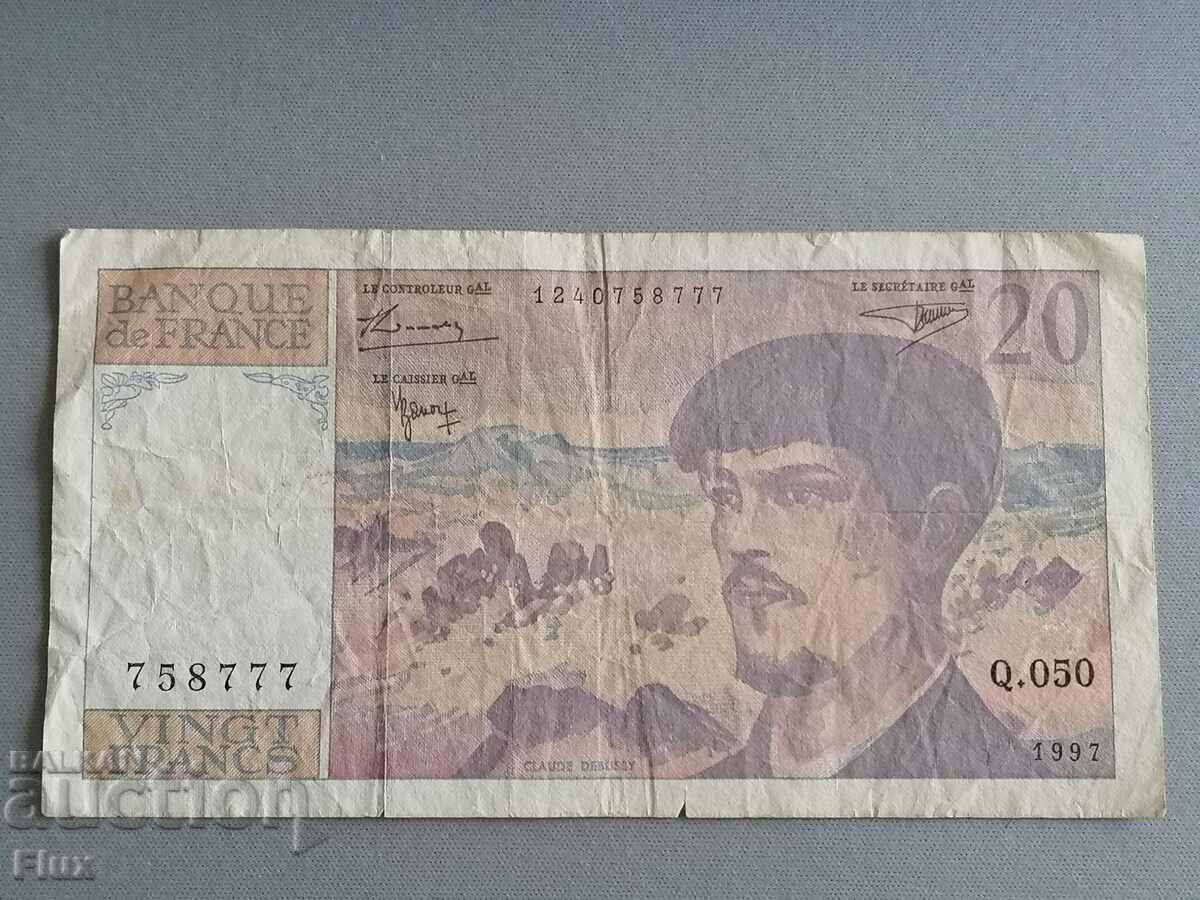 BANQUE
de FRANCE
LE CONTROLEUR GAL
1240758777
LE SECRÉTAIRE GAL
20
LE CAISSIER GAL
758777
Q.050
VINGT
FRANCS
CLAUDE DEBUSSY
1997
BALKAN
auction
Flux